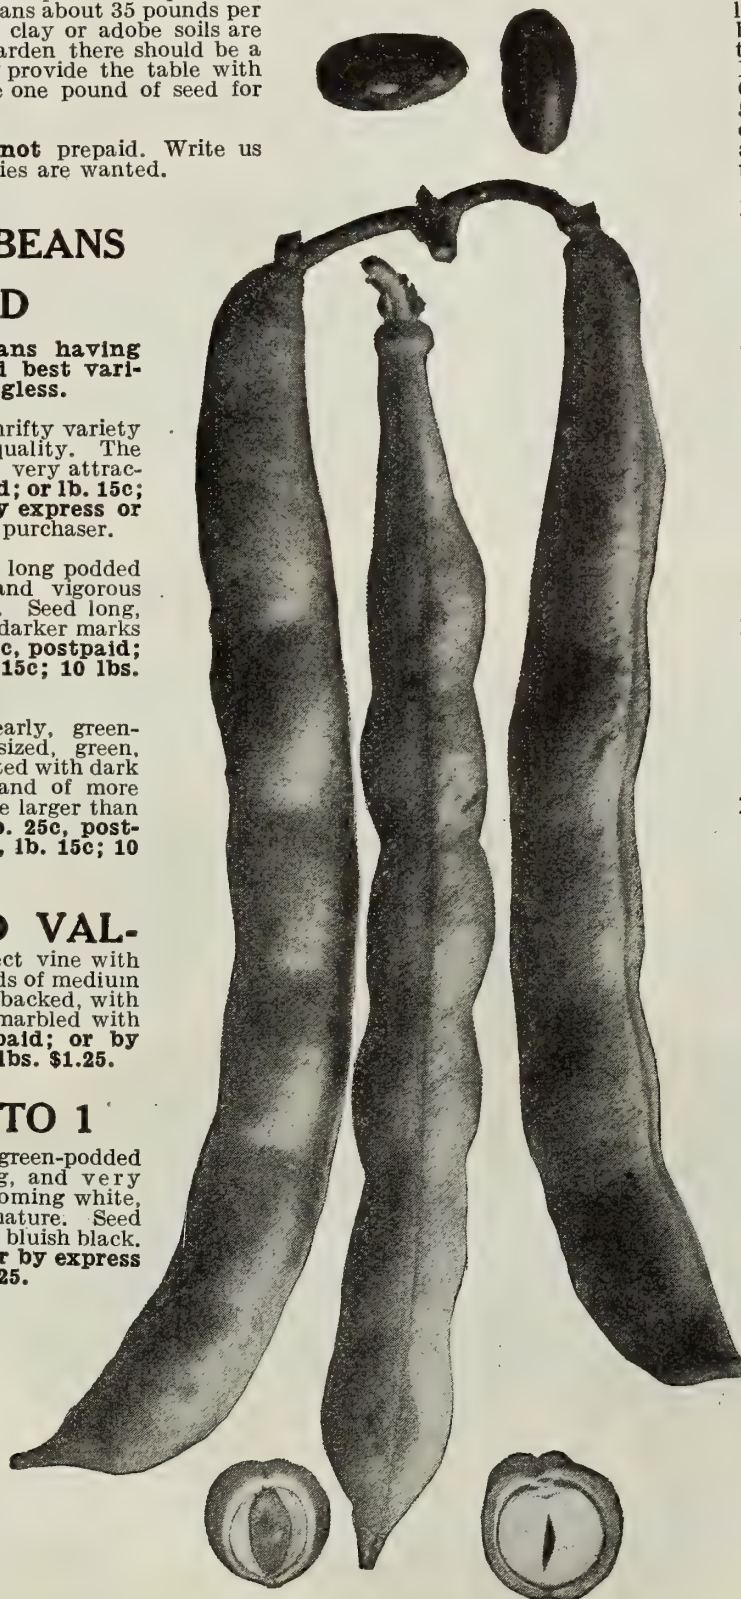 ans about 35 pounds per
clay or adobe soils are
arden there should be a
provide the table with
e one pound of seed for
not prepaid. Write us
ies are wanted.
BEANS
D
ans having
d best vari-
gless.
hrifty variety
quality. The
very attrac-
d; or lb. 15c;
y express or
purchaser.
long podded
and vigorous
. Seed long,
darker marks
c, postpaid;
15c; 10 lbs.
early, green-
sized, green,
ted with dark
and of more
e larger than
b. 25c, post-
, lb. 15c; 10
VAL-
ect vine with
ds of medium
backed, with
marbled with
paid; or by
lbs. $1.25.
TO 1
green-podded
g, and very
oming white,
nature. Seed
bluish black.
r by express
25.